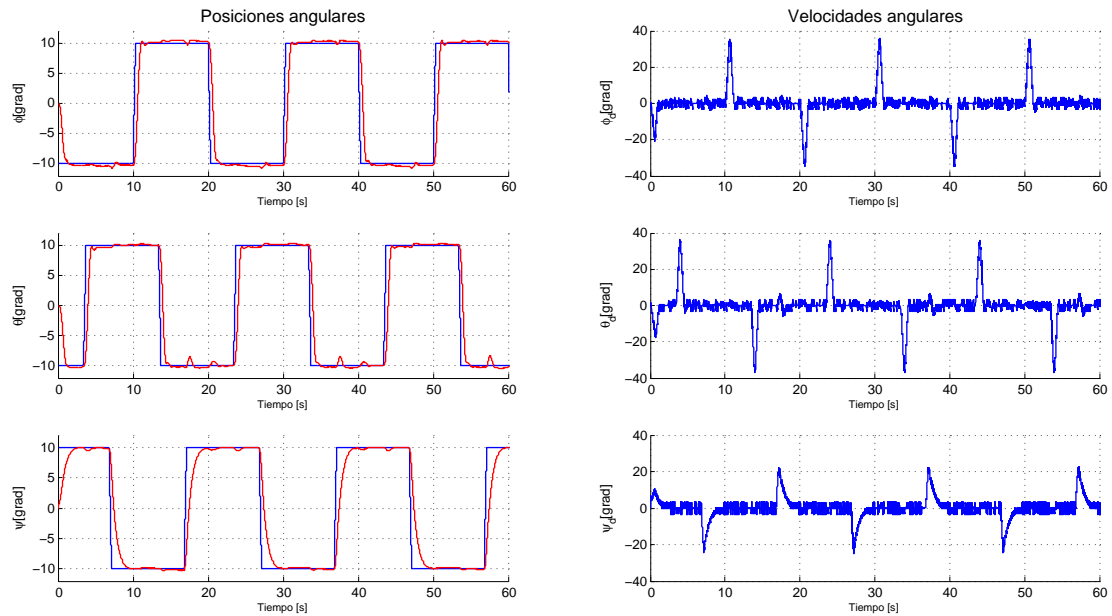 Posiciones angulares
10
5
0
−5
−10
ϕ[grad]
0 10 20 30 40 50 60
Tiempo [s]
10
5
0
−5
−10
θ[grad]
0 10 20 30 40 50 60
Tiempo [s]
10
5
0
−5
−10
ψ[grad]
0 10 20 30 40 50 60
Tiempo [s]
Velocidades angulares
40
20
0
−20
−40
ϕd[grad]
0 10 20 30 40 50 60
Tiempo [s]
40
20
0
−20
−40
θd[grad]
0 10 20 30 40 50 60
Tiempo [s]
40
20
0
−20
−40
ψd[grad]
0 10 20 30 40 50 60
Tiempo [s]